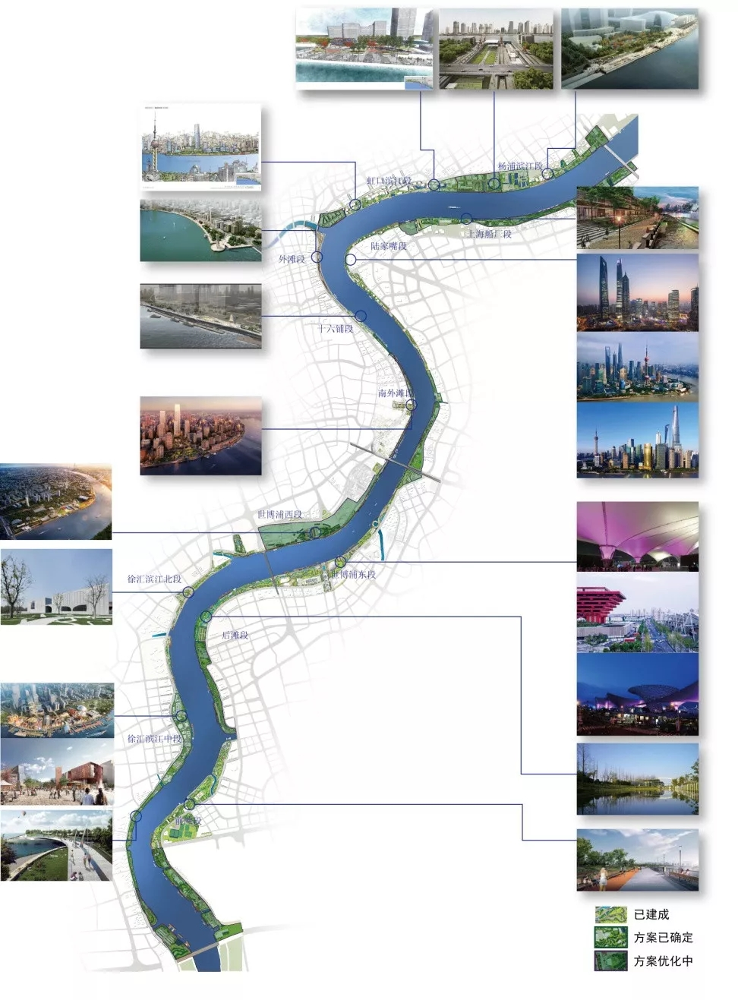 杨浦滨江段
虹口滨江段
上海船厂段
陆家嘴段
外滩段
十六铺段
南外滩段
世博浦西段
世博浦东段
徐汇滨江北段
后滩段
徐汇滨江中段
前滩段
已建成
方案已确定
方案优化中